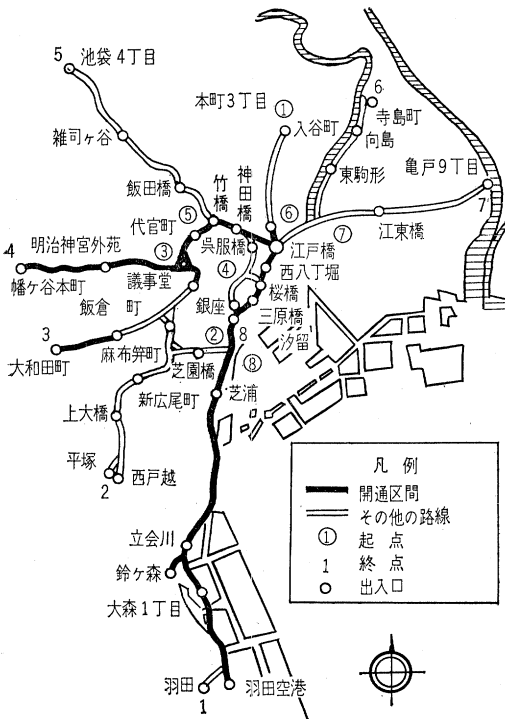 5 池袋4丁目
雑司ヶ谷
飯田橋
本町3丁目
①
入谷町
6
寺島町
向島
東駒形
亀戸9丁目
7
竹橋
神田橋
⑤
代官町
呉服橋
⑥
江戸橋
⑦
江東橋
4
明治神宮外苑
③
④
西八丁堀
幡ヶ谷本町
議事堂
桜橋
飯倉町
銀座
三原橋
3
大和田町
②
8
汐留
麻布笄町
芝園橋
⑧
新広尾町
芝浦
上大橋
平塚
2
西戸越
立会川
鈴ヶ森
大森1丁目
羽田
1
羽田空港
凡例
開通区間
その他の路線
① 起点
1 終点
出入口